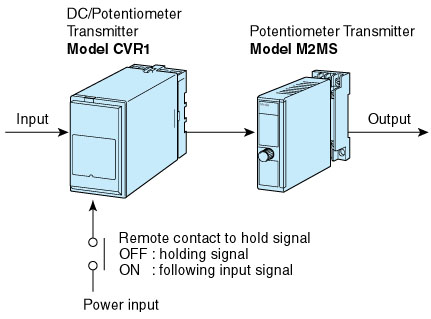 DC/Potentiometer
Transmitter
Model CVR1
Potentiometer Transmitter
Model M2MS
Input
Output
Remote contact to hold signal
OFF : holding signal
ON : following input signal
Power input